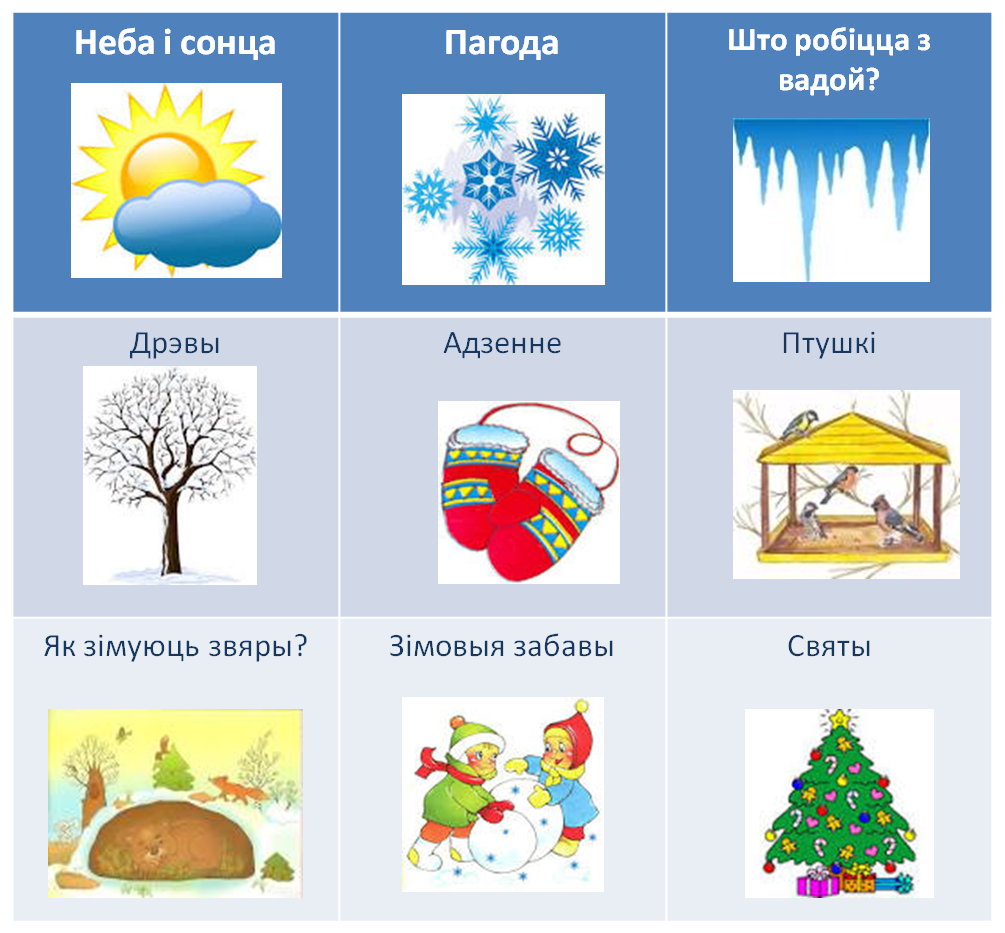 Неба і сонца
Пагода
Што робіцца з
вадой?
Дрэвы
Адзенне
Птушкі
Як зімуюць звяры?
Зімовыя забавы
Святы